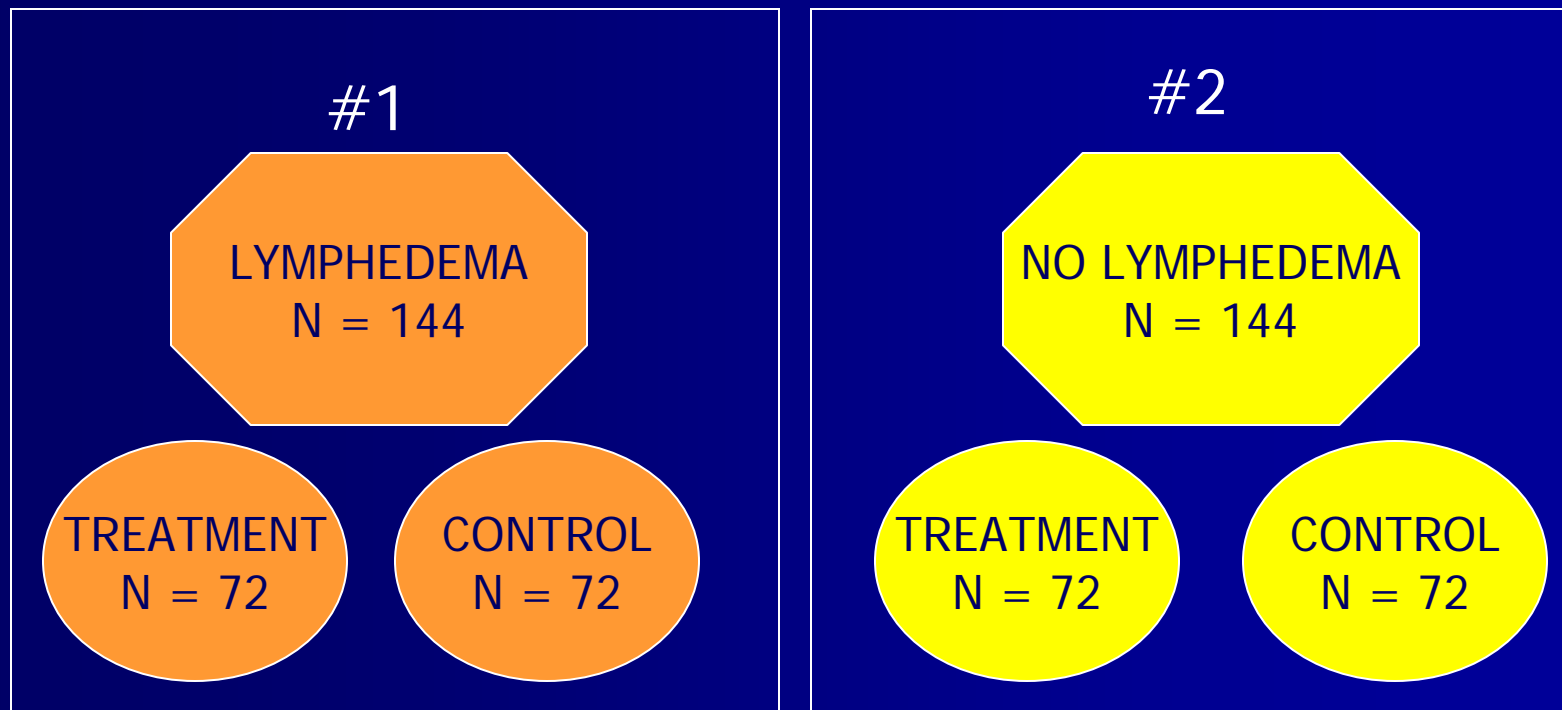 #1
LYMPHEDEMA
N = 144
TREATMENT
N = 72
CONTROL
N = 72
#2
NO LYMPHEDEMA
N = 144
TREATMENT
N = 72
CONTROL
N = 72